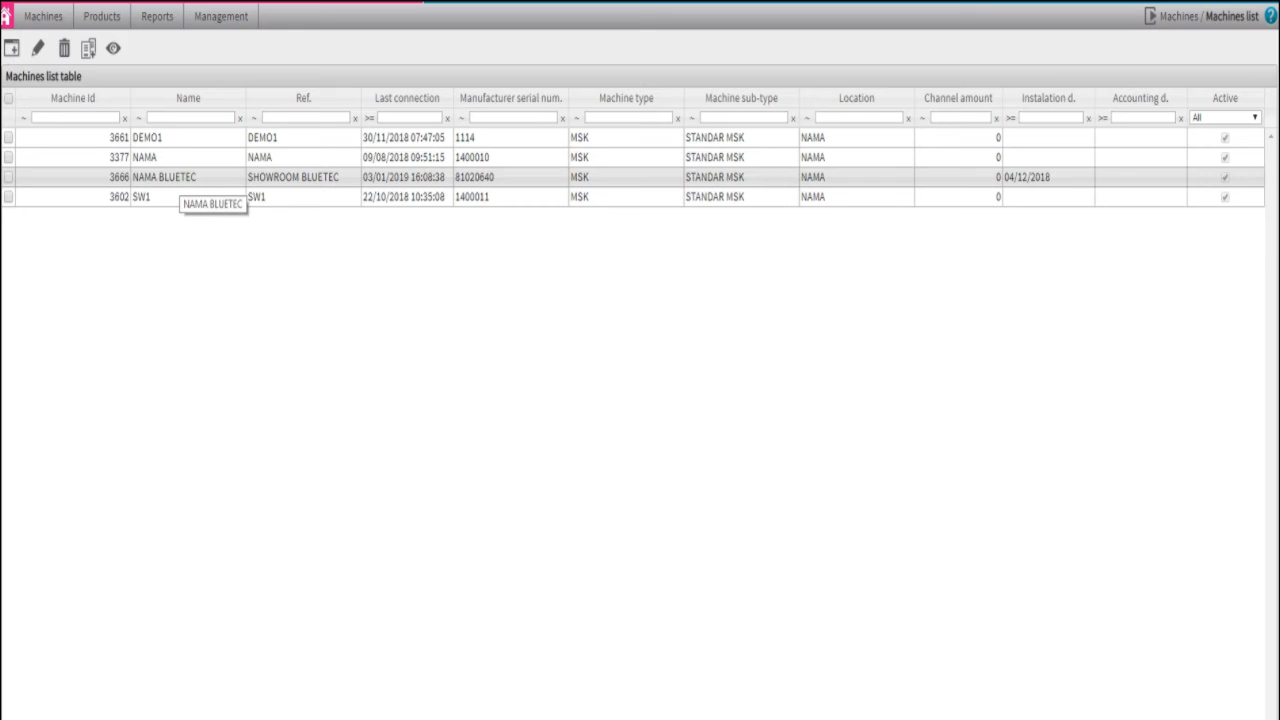 Machines Products Reports Management Machines / Machines list ?
Machines list table
Machine Id Name Ref. Last connection Manufacturer serial num. Machine type Machine sub-type Location Channel amount Instalation d. Accounting d. Active
~ x ~ x ~ x >= x ~ x ~ x ~ x ~ x ~ x >= x >= x All
3661 DEMO1 DEMO1 30/11/2018 07:47:05 1114 MSK STANDAR MSK NAMA 0
3377 NAMA NAMA 09/08/2018 09:51:15 1400010 MSK STANDAR MSK NAMA 0
3666 NAMA BLUETEC SHOWROOM BLUETEC 03/01/2019 16:08:38 81020640 MSK STANDAR MSK NAMA 0 04/12/2018
3602 SW1 SW1 22/10/2018 10:35:08 1400011 MSK STANDAR MSK NAMA 0
NAMA BLUETEC